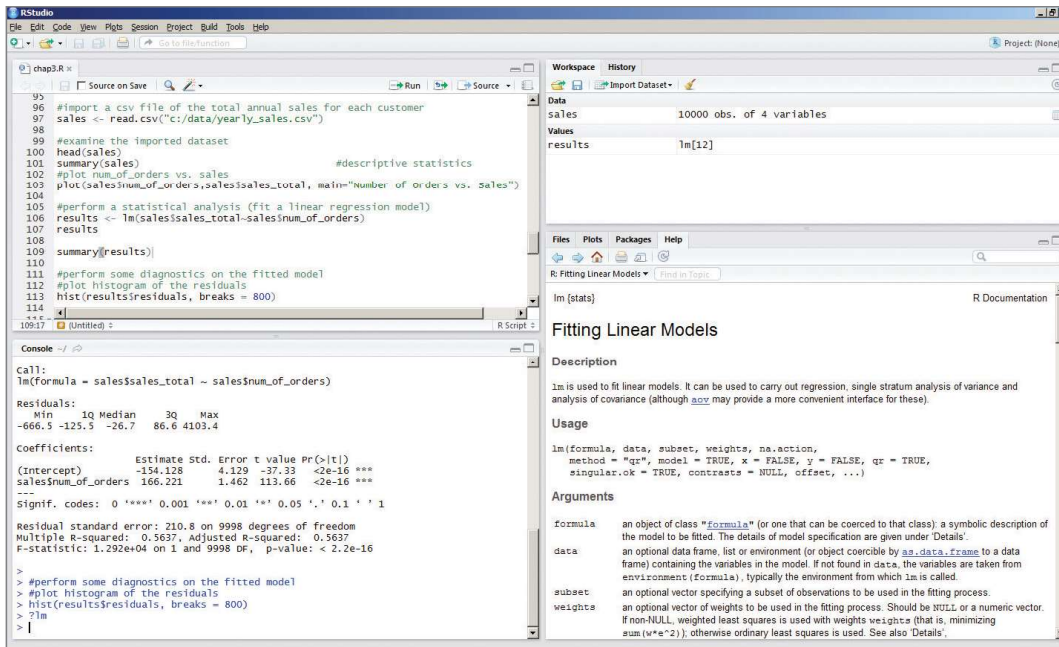 RStudio
File Edit Code View Plots Session Project Build Tools Help
Go to file/function
Project: (None)
chap3.R
Source on Save
Run
Source
95
96 #import a csv file of the total annual sales for each customer
97 sales <- read.csv("c:/data/yearly_sales.csv")
98
99 #examine the imported dataset
100 head(sales)
101 summary(sales) #descriptive statistics
102 #plot num_of_orders vs. sales
103 plot(sales$num_of_orders,sales$sales_total, main="Number of Orders vs. Sales")
104
105 #perform a statistical analysis (fit a linear regression model)
106 results <- lm(sales$sales_total~sales$num_of_orders)
107 results
108
109 summary(results)
110
111 #perform some diagnostics on the fitted model
112 #plot histogram of the residuals
113 hist(results$residuals, breaks = 800)
114
115
109:17 (Untitled) R Script
Console ~/
Call:
lm(formula = sales$sales_total ~ sales$num_of_orders)
Residuals:
Min 1Q Median 3Q Max
-666.5 -125.5 -26.7 86.6 4103.4
Coefficients:
Estimate Std. Error t value Pr(>|t|)
(Intercept) -154.128 4.129 -37.33 <2e-16 ***
sales$num_of_orders 166.221 1.462 113.66 <2e-16 ***
---
Signif. codes: 0 '***' 0.001 '**' 0.01 '*' 0.05 '.' 0.1 ' ' 1
Residual standard error: 210.8 on 9998 degrees of freedom
Multiple R-squared: 0.5637, Adjusted R-squared: 0.5637
F-statistic: 1.292e+04 on 1 and 9998 DF, p-value: < 2.2e-16
>
> #perform some diagnostics on the fitted model
> #plot histogram of the residuals
> hist(results$residuals, breaks = 800)
> ?lm
>
Workspace History
Import Dataset
Data
sales 10000 obs. of 4 variables
Values
results lm[12]
Files Plots Packages Help
R: Fitting Linear Models Find in Topic
lm {stats} R Documentation
Fitting Linear Models
Description
lm is used to fit linear models. It can be used to carry out regression, single stratum analysis of variance and
analysis of covariance (although aov may provide a more convenient interface for these).
Usage
lm(formula, data, subset, weights, na.action,
method = "qr", model = TRUE, x = FALSE, y = FALSE, qr = TRUE,
singular.ok = TRUE, contrasts = NULL, offset, ...)
Arguments
formula an object of class "formula" (or one that can be coerced to that class): a symbolic description of
the model to be fitted. The details of model specification are given under 'Details'.
data an optional data frame, list or environment (or object coercible by as.data.frame to a data
frame) containing the variables in the model. If not found in data, the variables are taken from
environment(formula), typically the environment from which lm is called.
subset an optional vector specifying a subset of observations to be used in the fitting process.
weights an optional vector of weights to be used in the fitting process. Should be NULL or a numeric vector.
If non-NULL, weighted least squares is used with weights weights (that is, minimizing
sum(w*e^2)); otherwise ordinary least squares is used. See also 'Details',